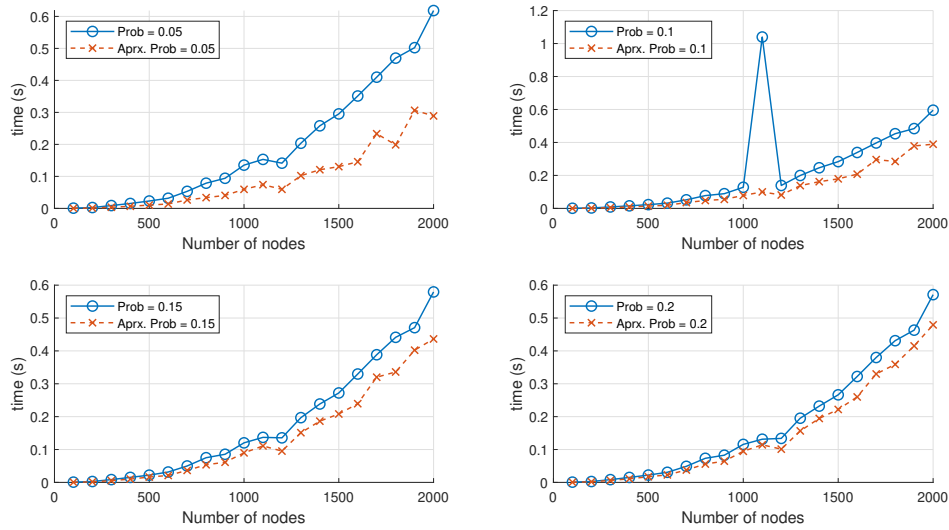 0.6
0.5
0.4
0.3
0.2
0.1
0
time (s)
Prob = 0.05
Aprx. Prob = 0.05
0 500 1000 1500 2000
Number of nodes
1.2
1
0.8
0.6
0.4
0.2
0
time (s)
Prob = 0.1
Aprx. Prob = 0.1
0 500 1000 1500 2000
Number of nodes
0.6
0.5
0.4
0.3
0.2
0.1
0
time (s)
Prob = 0.15
Aprx. Prob = 0.15
0 500 1000 1500 2000
Number of nodes
0.6
0.5
0.4
0.3
0.2
0.1
0
time (s)
Prob = 0.2
Aprx. Prob = 0.2
0 500 1000 1500 2000
Number of nodes